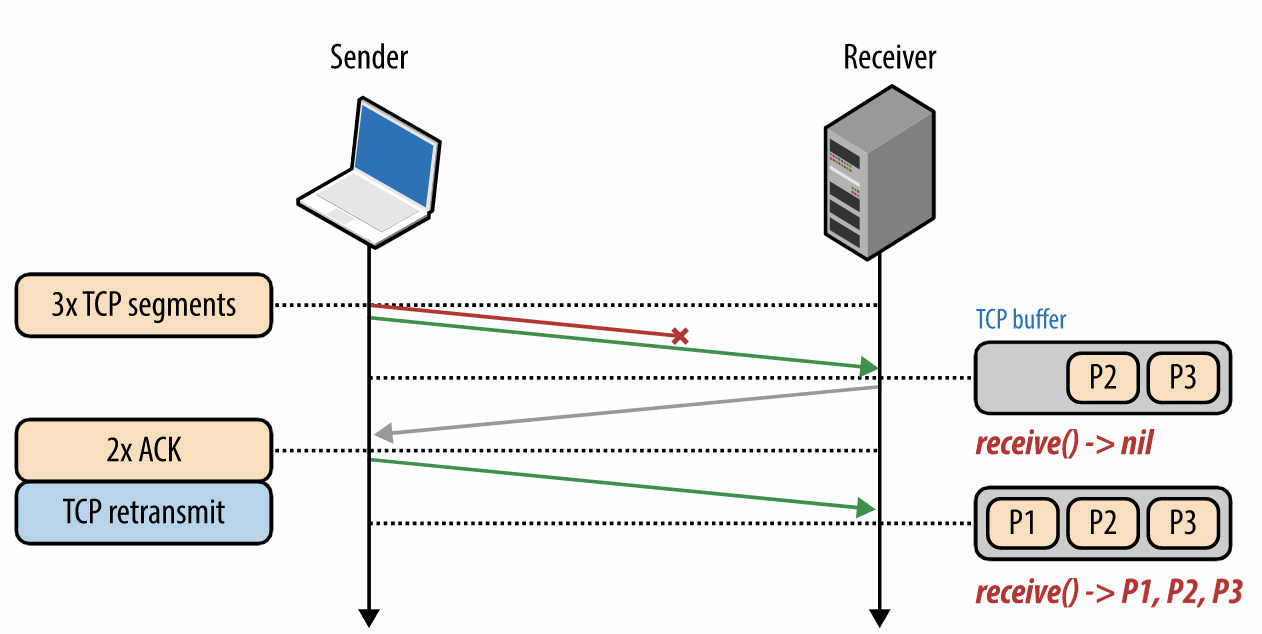 Sender
Receiver
3x TCP segments
TCP buffer
P2 P3
receive() -> nil
2x ACK
TCP retransmit
P1 P2 P3
receive() -> P1, P2, P3